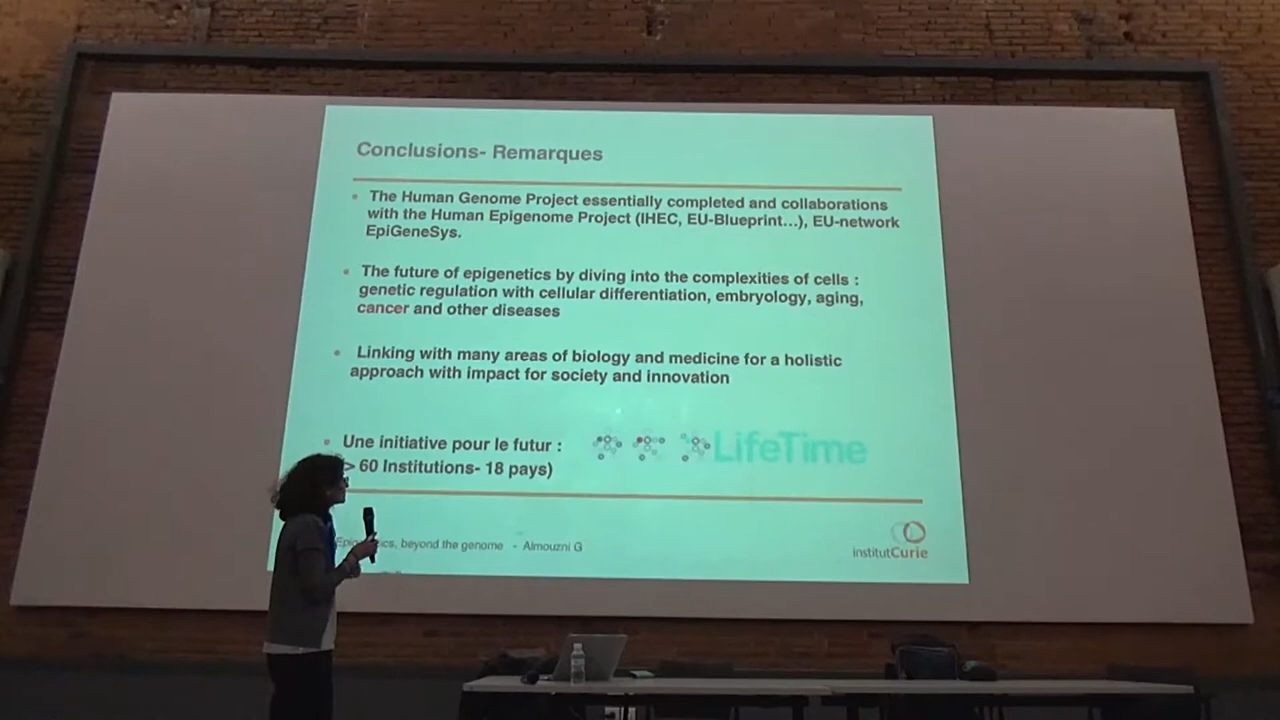 Conclusions- Remarques
The Human Genome Project essentially completed and collaborations
with the Human Epigenome Project (IHEC, EU-Blueprint...), EU-network
EpiGeneSys.
The future of epigenetics by diving into the complexities of cells :
genetic regulation with cellular differentiation, embryology, aging,
cancer and other diseases
Linking with many areas of biology and medicine for a holistic
approach with impact for society and innovation
Une initiative pour le futur :
> 60 Institutions- 18 pays)
LifeTime
beyond the genome - Almouzni G
institutCurie